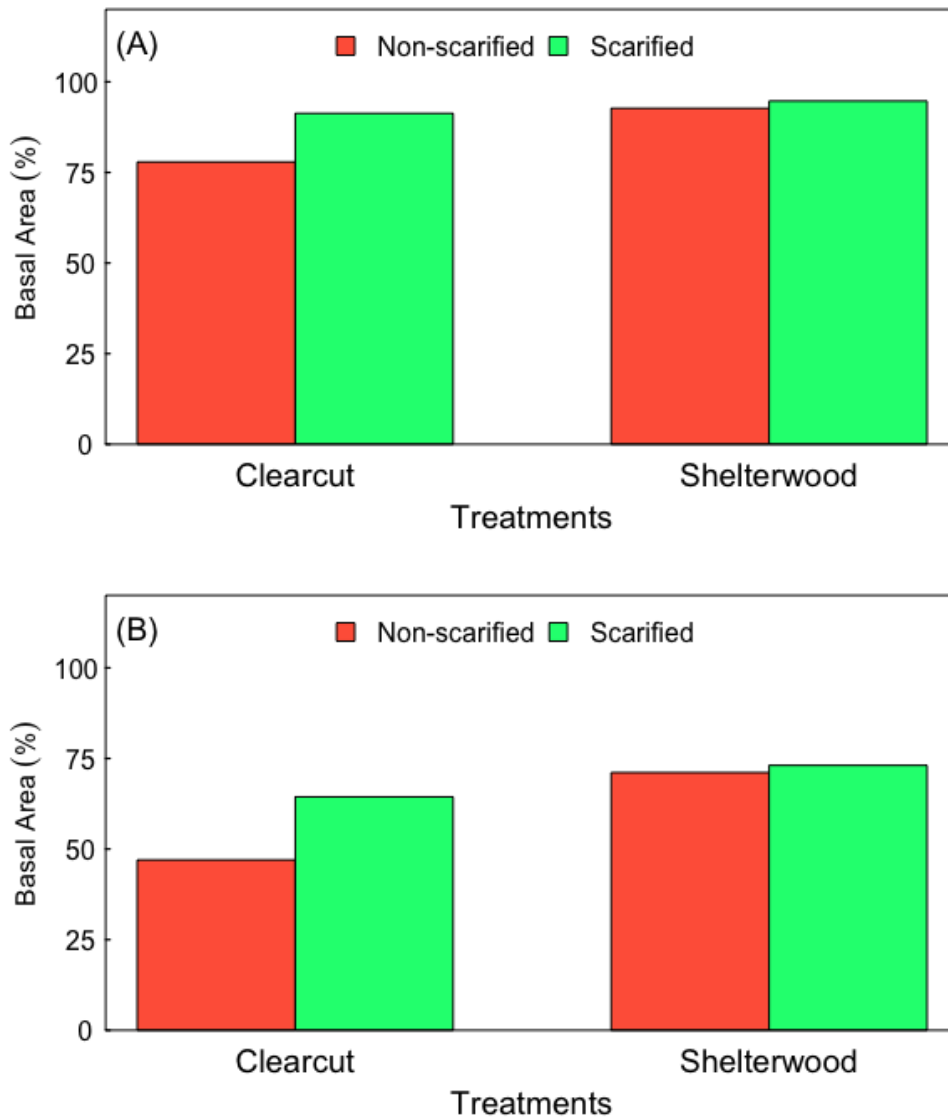 (A)
Non-scarified Scarified
Basal Area (%)
100
75
50
25
0
Clearcut Shelterwood
Treatments
(B)
Non-scarified Scarified
Basal Area (%)
100
75
50
25
0
Clearcut Shelterwood
Treatments